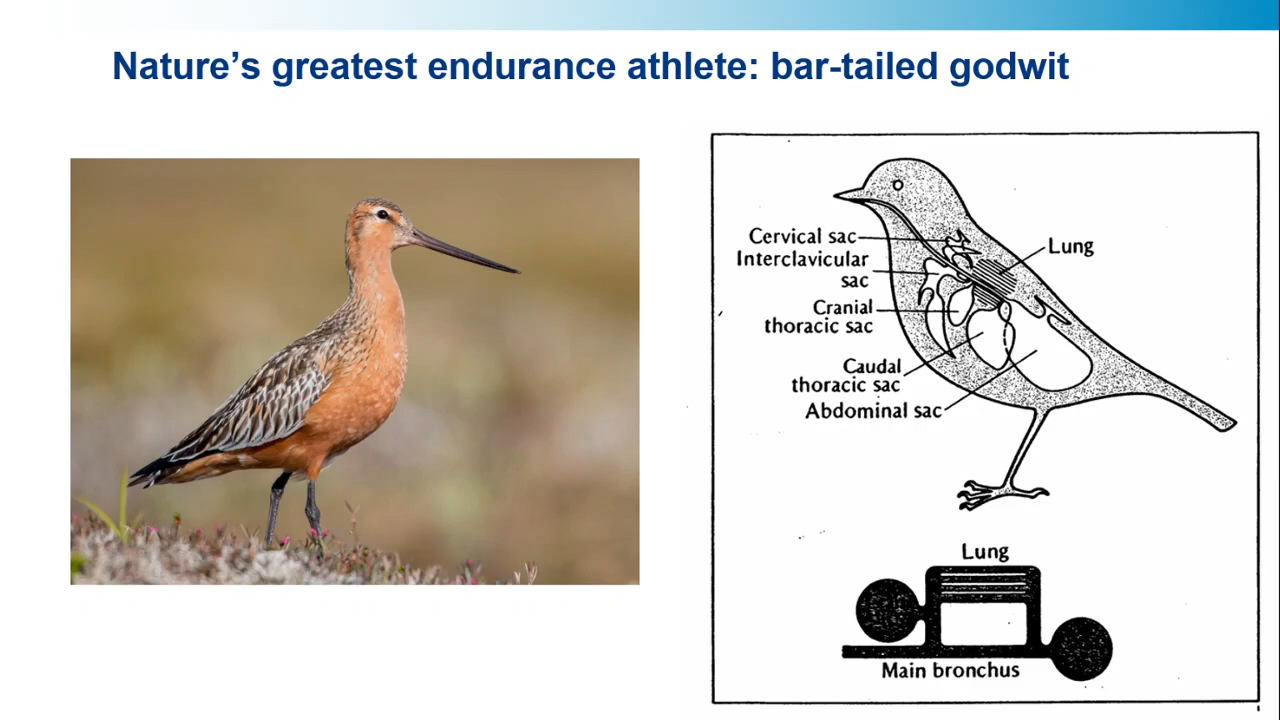 Nature’s greatest endurance athlete: bar-tailed godwit
Cervical sac
Interclavicular
sac
Cranial
thoracic sac
Caudal
thoracic sac
Abdominal sac
Lung
Lung
Main bronchus